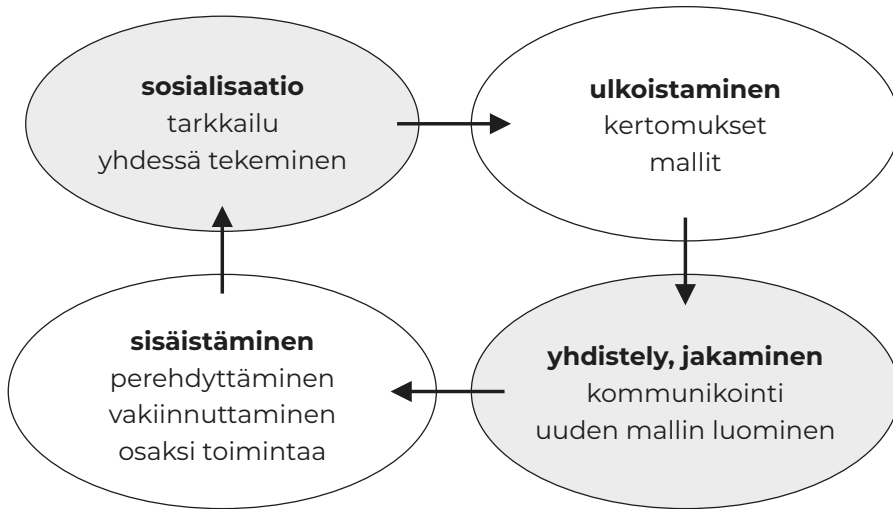 sosialisaatio
tarkkailu
yhdessä tekeminen
ulkoistaminen
kertomukset
mallit
sisäistäminen
perehdyttäminen
vakiinnuttaminen
osaksi toimintaa
yhdistely, jakaminen
kommunikointi
uuden mallin luominen